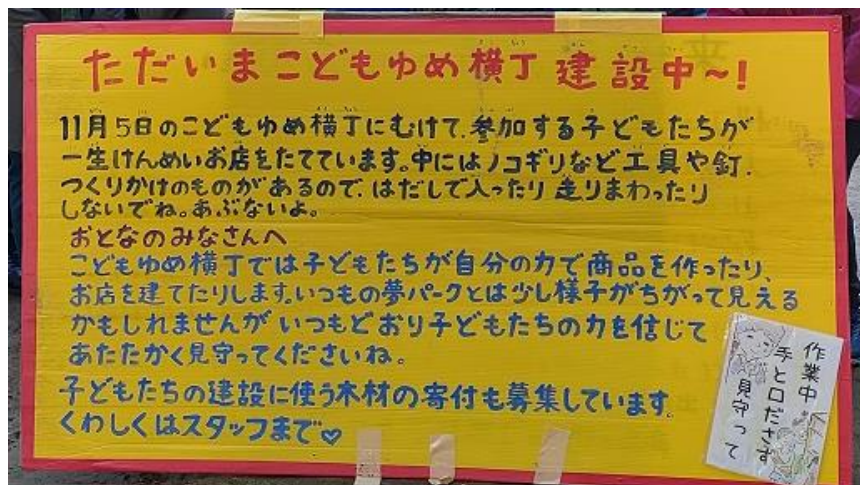 ただいまこどもゆめ横丁建設中~!
11月5日のこどもゆめ横丁にむけて、参加する子どもたちが
一生けんめいお店をたてています。中にはノコギリなど工具や釘、
つくりかけのものがあるので、はだしで入ったり走りまわったり
しないでね。あぶないよ。
おとなのみなさんへ
こどもゆめ横丁では子どもたちが自分の力で商品を作ったり、
お店を建てたりします。いつもの夢パークとは少し様子がちがって見える
かもしれませんがいつもどおり子どもたちの力を信じて
あたたかく見守ってくださいね。
子どもたちの建設に使う木材の寄付も募集しています。
くわしくはスタッフまで♡
作業中
手と口ださず
見守って